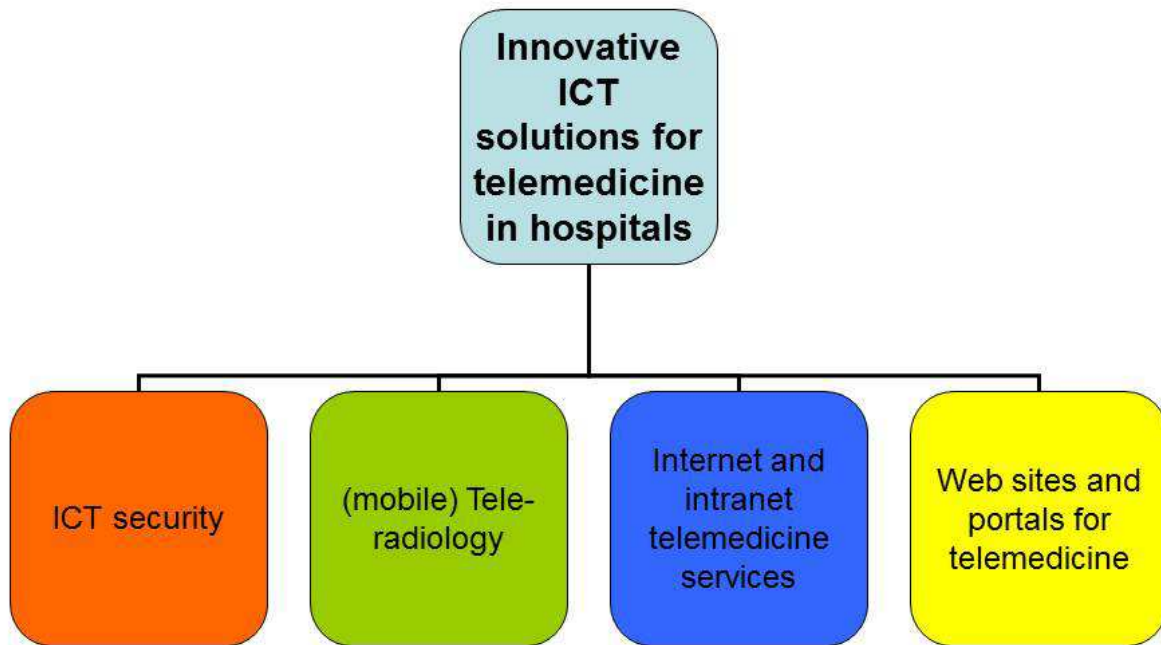 Innovative
ICT
solutions for
telemedicine
in hospitals
ICT security
(mobile) Tele-
radiology
Internet and
intranet
telemedicine
services
Web sites and
portals for
telemedicine